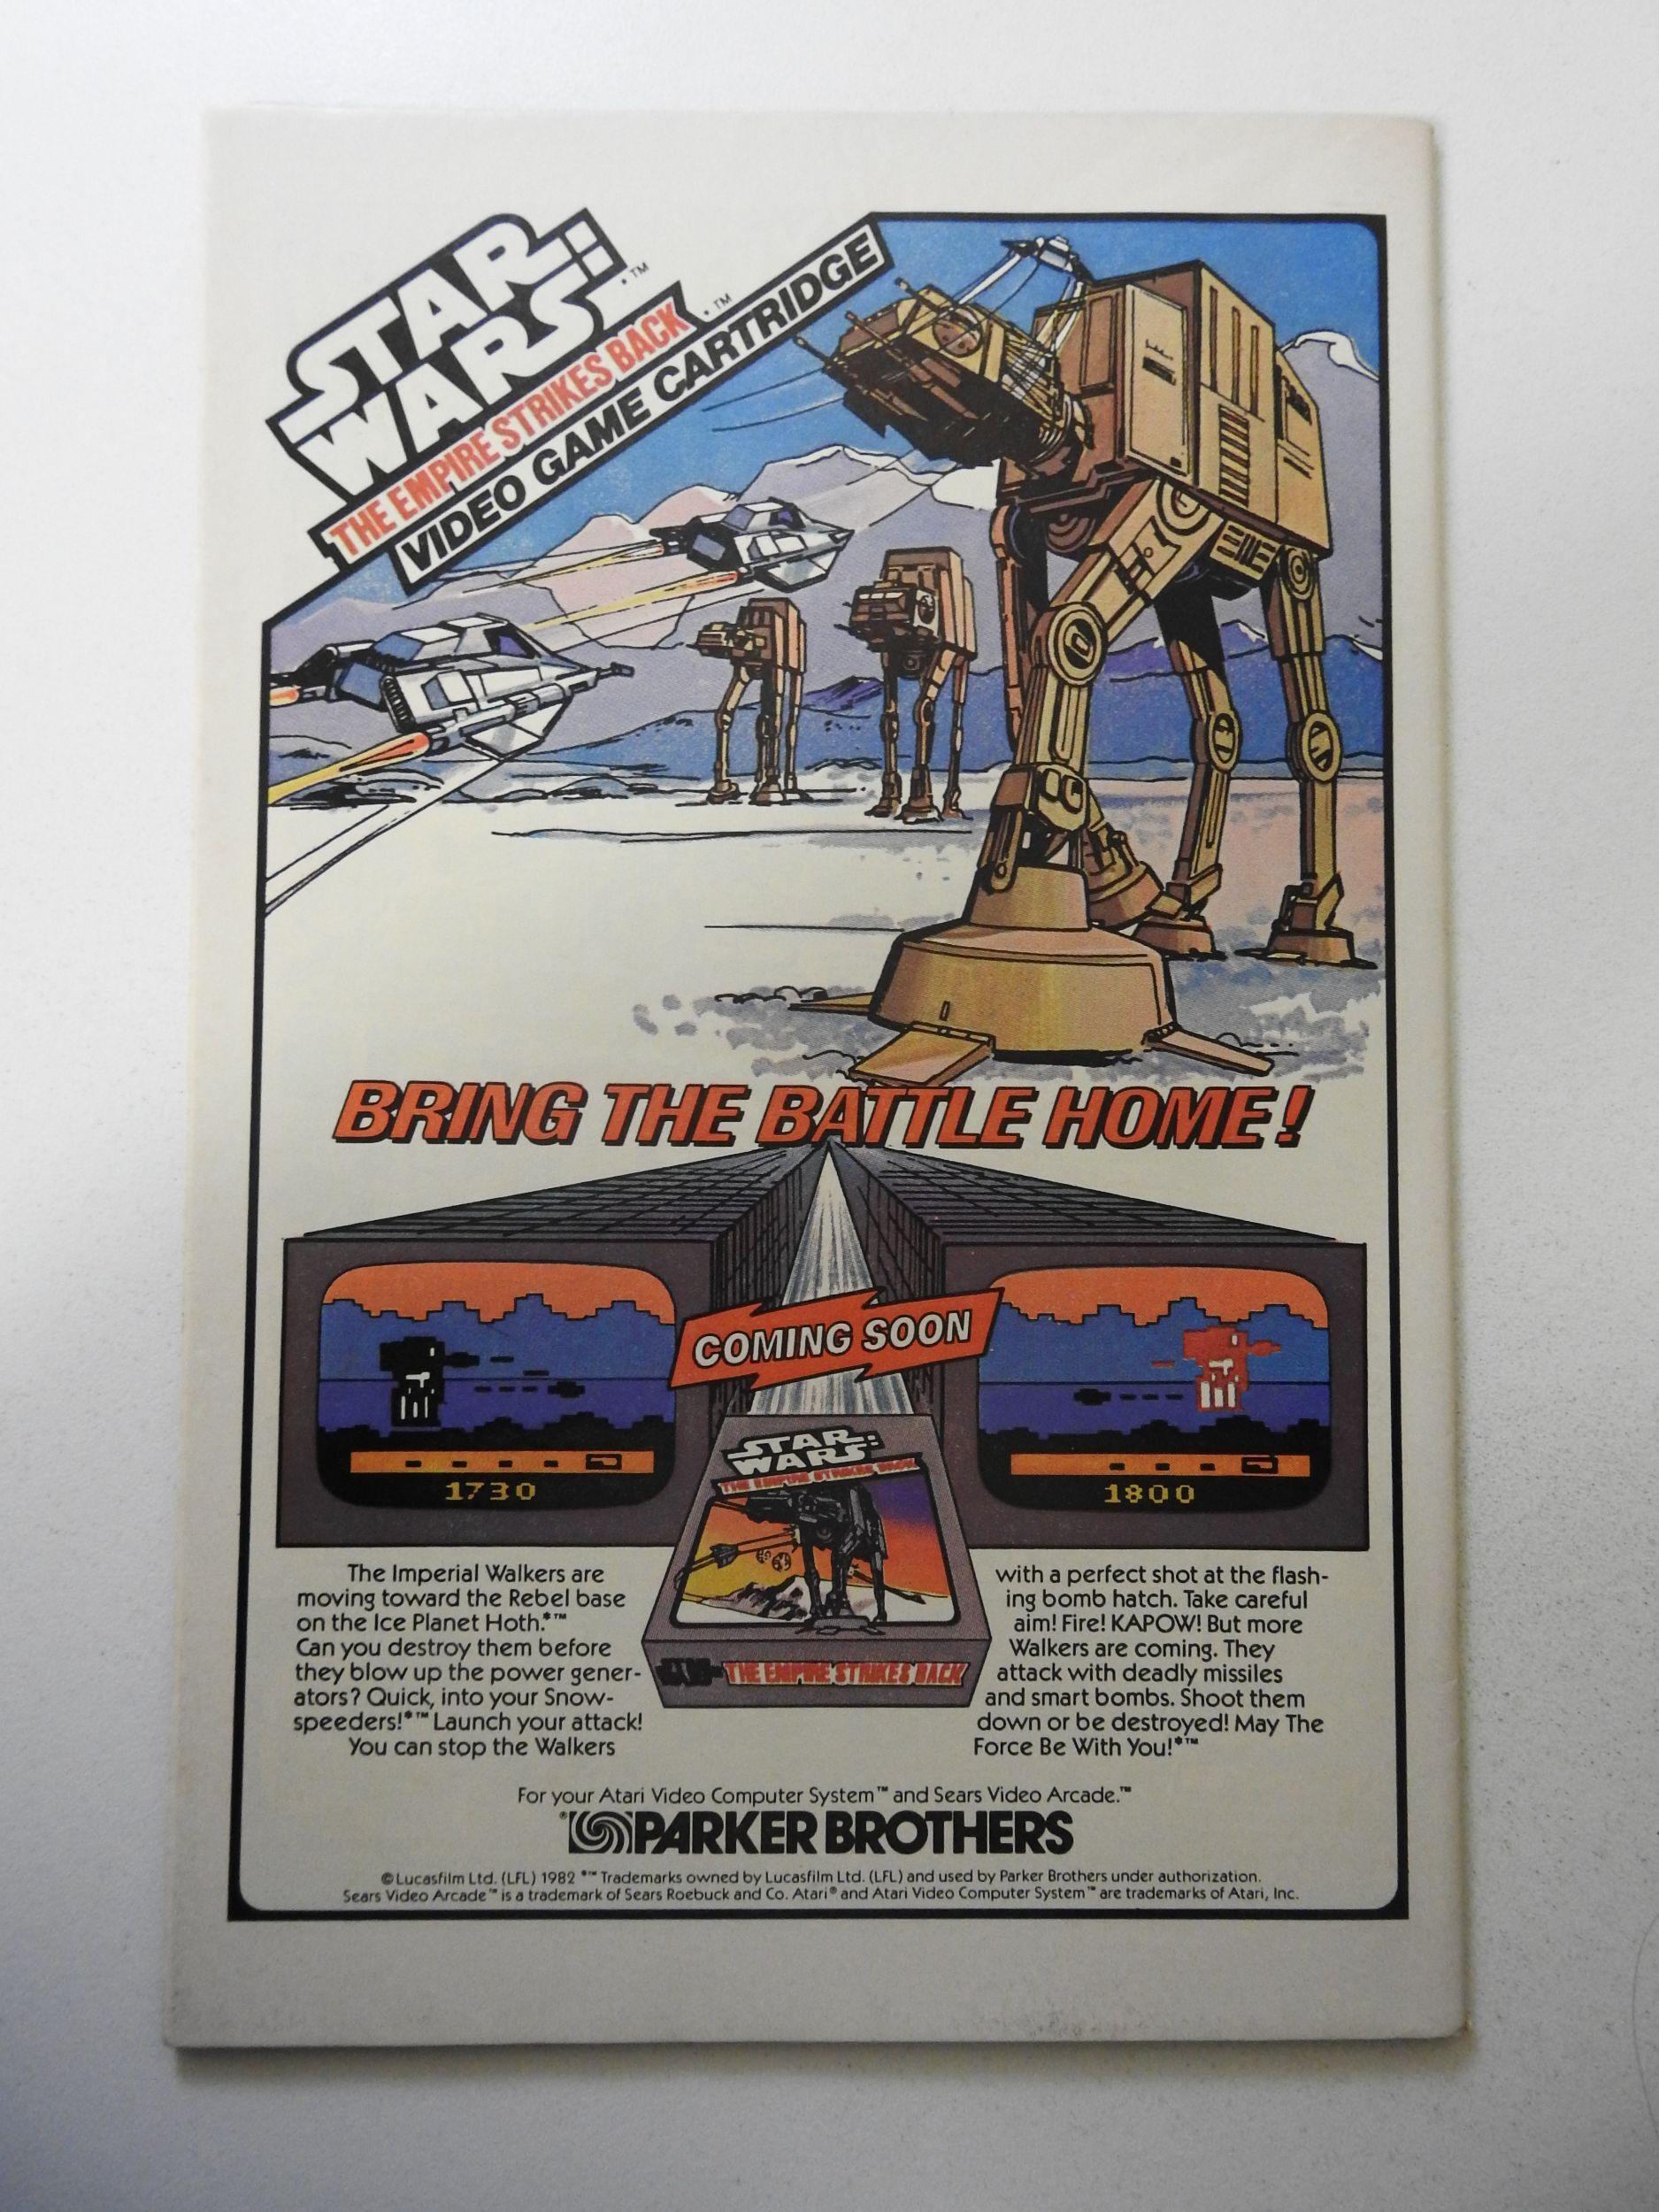 STAR
WARS
THE EMPIRE STRIKES BACK
VIDEO GAME CARTRIDGE
BRING THE BATTLE HOME!
COMING SOON
1730
1800
STAR
WARS
THE EMPIRE STRIKES BACK
THE EMPIRE STRIKES BACK
The Imperial Walkers are
moving toward the Rebel base
on the Ice Planet Hoth.*™
Can you destroy them before
they blow up the power gener-
ators? Quick, into your Snow-
speeders!*™ Launch your attack!
You can stop the Walkers
with a perfect shot at the flash-
ing bomb hatch. Take careful
aim! Fire! KAPOW! But more
Walkers are coming. They
attack with deadly missiles
and smart bombs. Shoot them
down or be destroyed! May The
Force Be With You!*™
For your Atari Video Computer System™ and Sears Video Arcade.™
PARKER BROTHERS
© Lucasfilm Ltd. (LFL) 1982 *™ Trademarks owned by Lucasfilm Ltd. (LFL) and used by Parker Brothers under authorization.
Sears Video Arcade™ is a trademark of Sears Roebuck and Co. Atari® and Atari Video Computer System™ are trademarks of Atari, Inc.